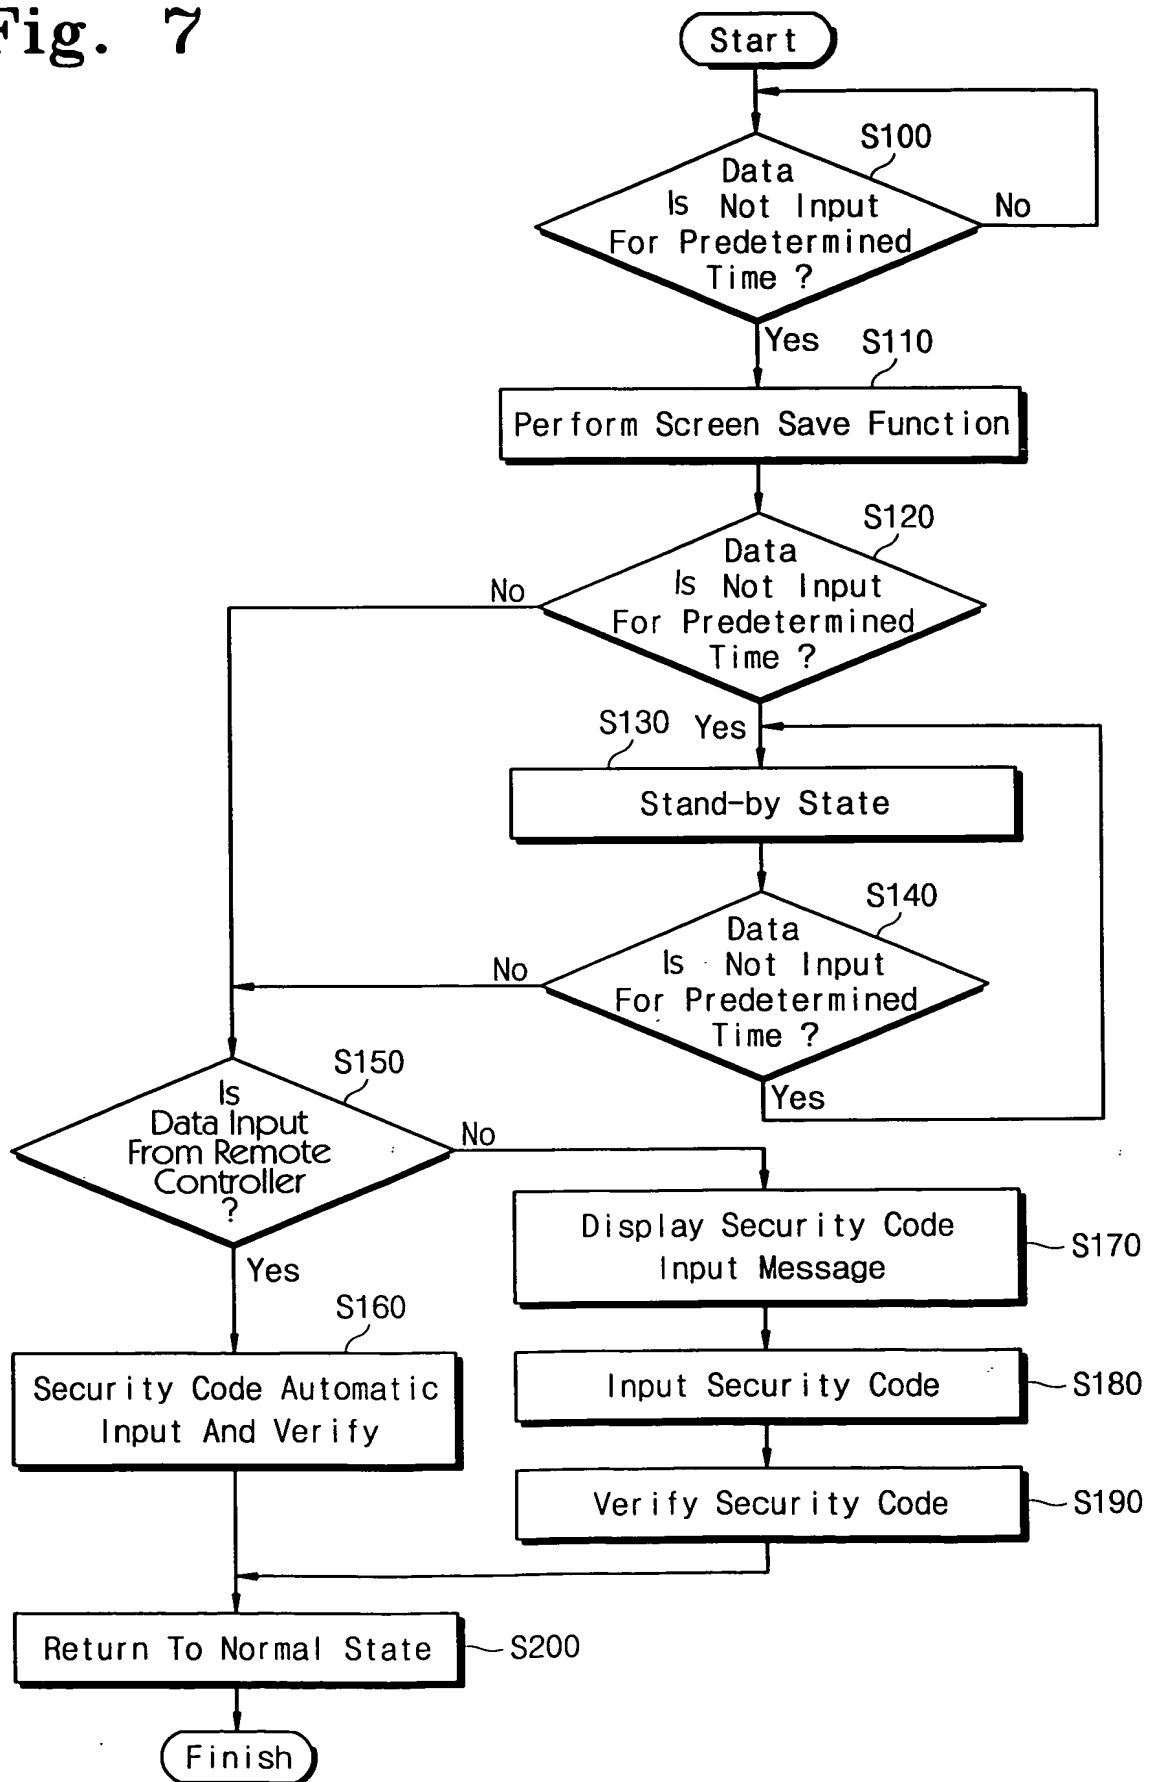 Fig. 7
Start
S100
Data
Is Not Input
For Predetermined
Time ?
No
Yes
S110
Perform Screen Save Function
S120
Data
Is Not Input
For Predetermined
Time ?
No
Yes
S130
Stand-by State
S140
Data
Is Not Input
For Predetermined
Time ?
No
Yes
S150
Is
Data Input
From Remote
Controller
?
No
Yes
S170
Display Security Code
Input Message
S160
Security Code Automatic
Input And Verify
Input Security Code
S180
Verify Security Code
S190
Return To Normal State
S200
Finish